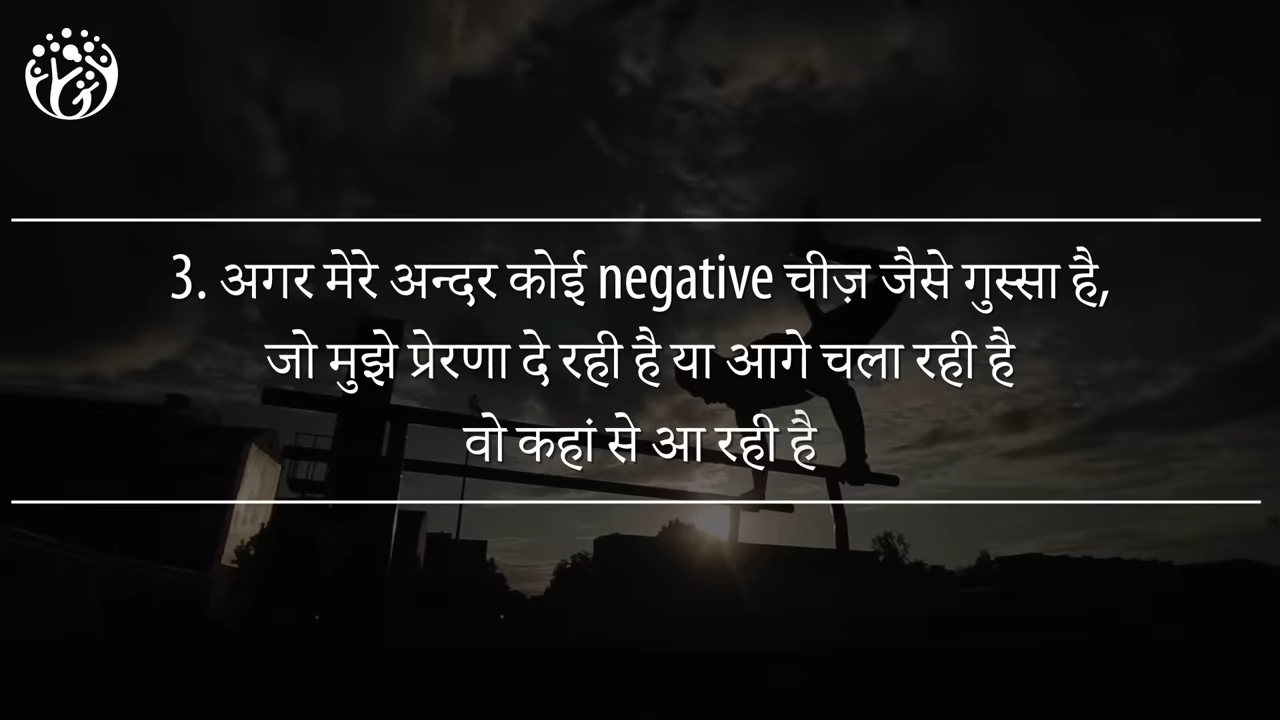 3. अगर मेरे अन्दर कोई negative चीज़ जैसे गुस्सा है,
जो मुझे प्रेरणा दे रही है या आगे चला रही है
वो कहां से आ रही है